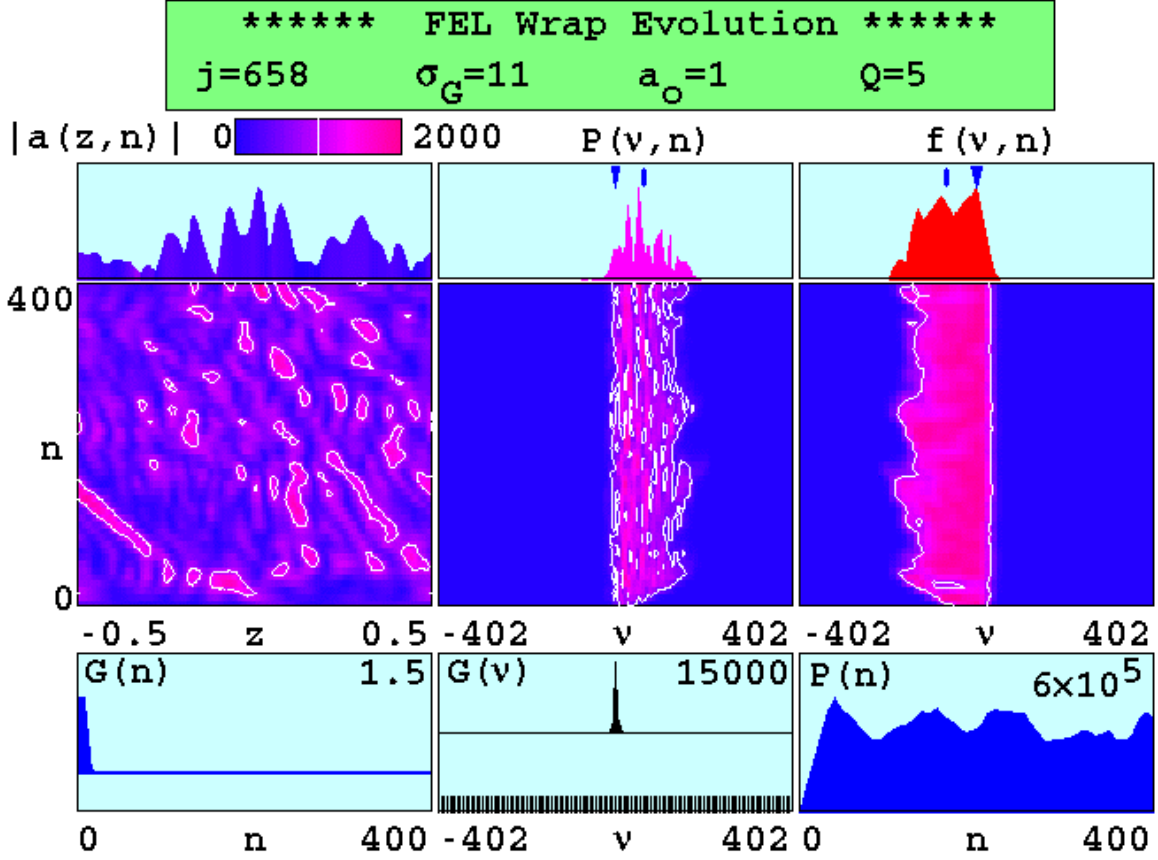 ****** FEL Wrap Evolution ******
j=658 σG=11 ao=1 Q=5
|a(z,n)| 0 2000 P(ν,n) f(ν,n)
400
n
0
-0.5 z 0.5 -402 ν 402 -402 ν 402
G(n) 1.5 G(ν) 15000 P(n) 6×10^5
0 n 400 -402 ν 402 0 n 400